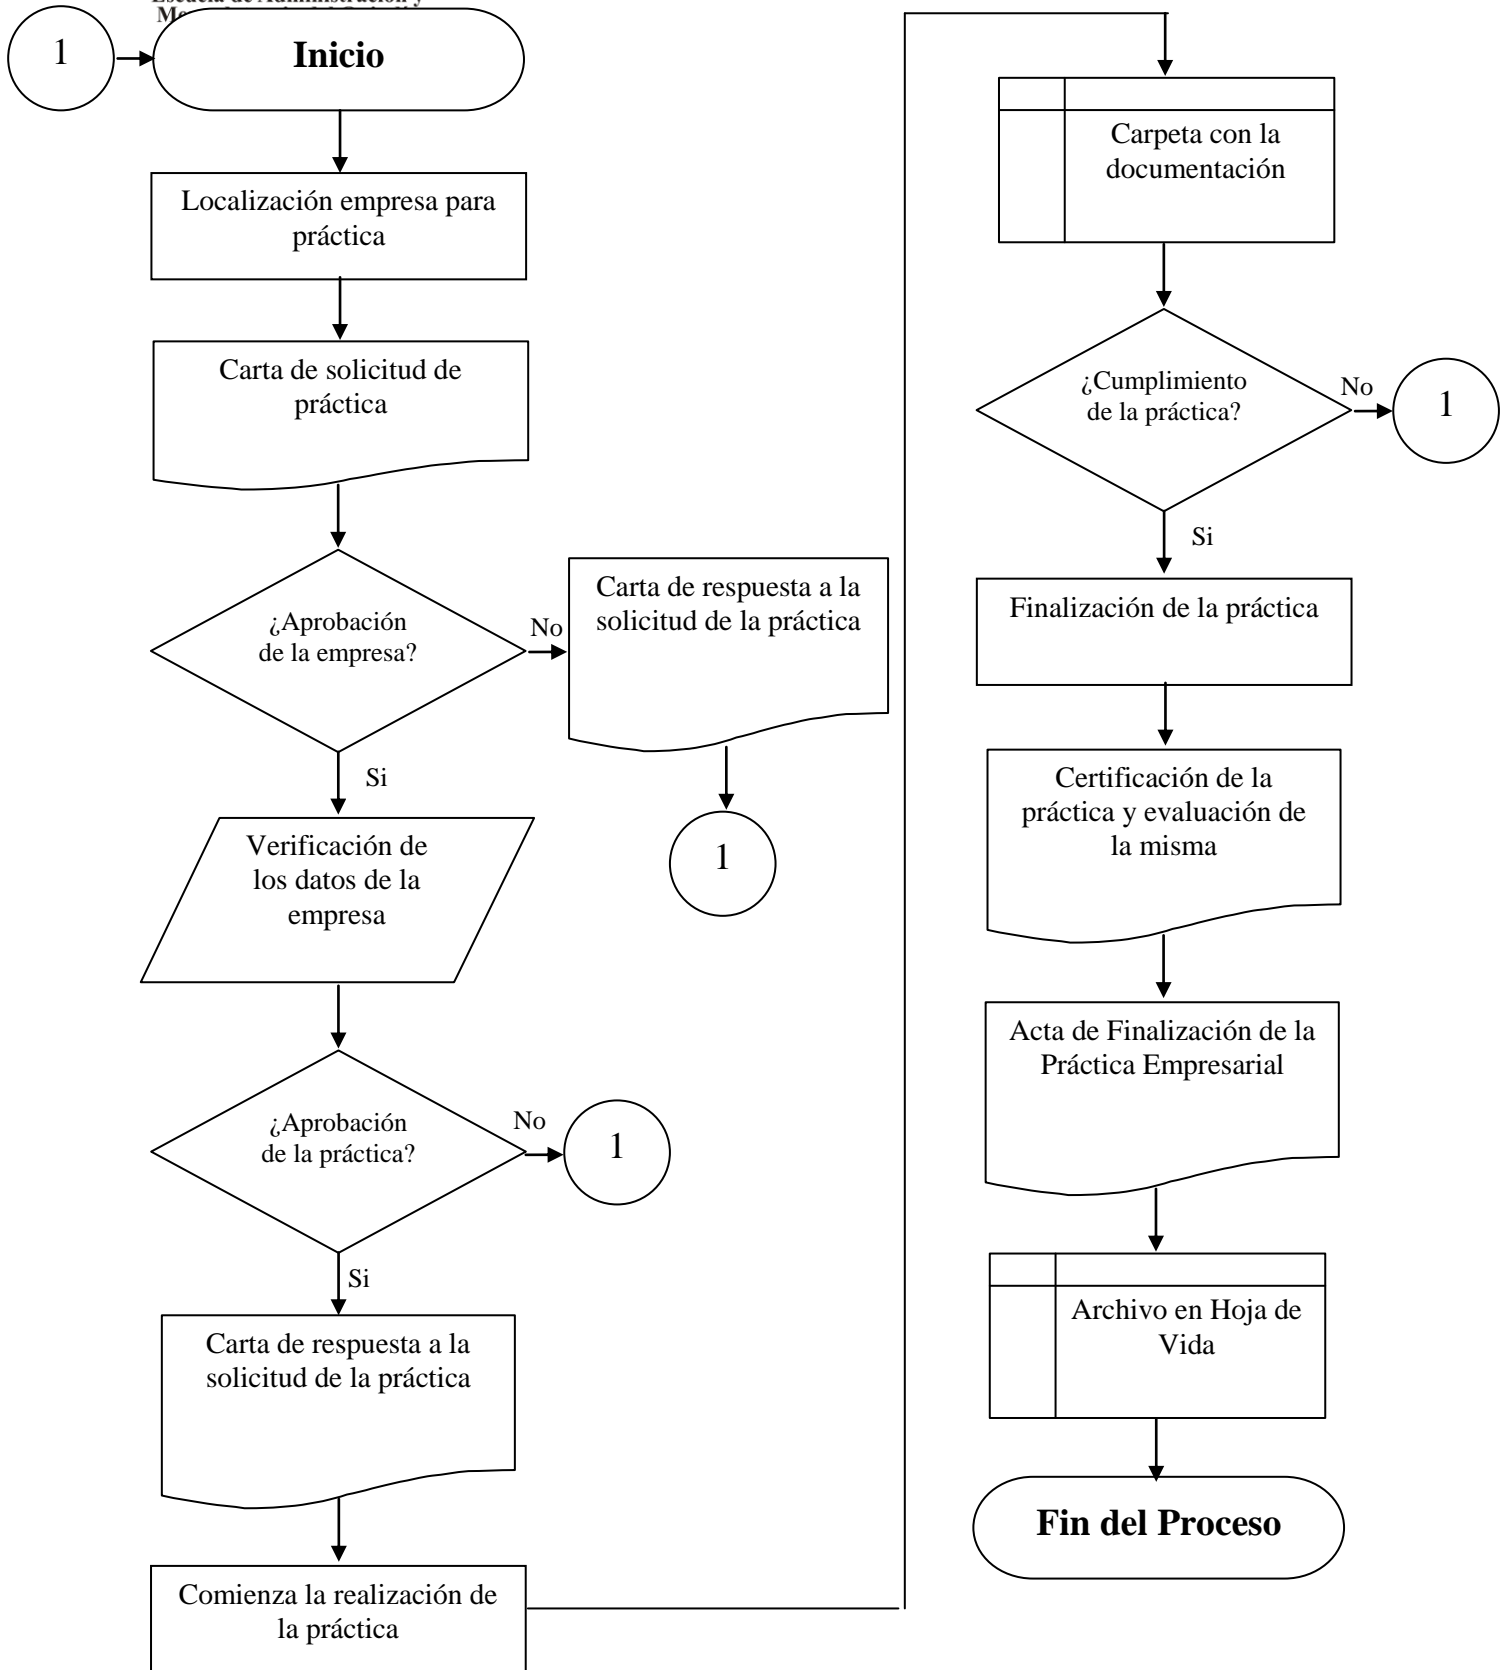 Escuela de Administración y
1
Inicio
Localización empresa para
práctica
Carta de solicitud de
práctica
¿Aprobación
de la empresa?
No
Carta de respuesta a la
solicitud de la práctica
1
Si
Verificación de
los datos de la
empresa
¿Aprobación
de la práctica?
No
1
Si
Carta de respuesta a la
solicitud de la práctica
Comienza la realización de
la práctica
Carpeta con la
documentación
¿Cumplimiento
de la práctica?
No
1
Si
Finalización de la práctica
Certificación de la
práctica y evaluación de
la misma
Acta de Finalización de la
Práctica Empresarial
Archivo en Hoja de
Vida
Fin del Proceso